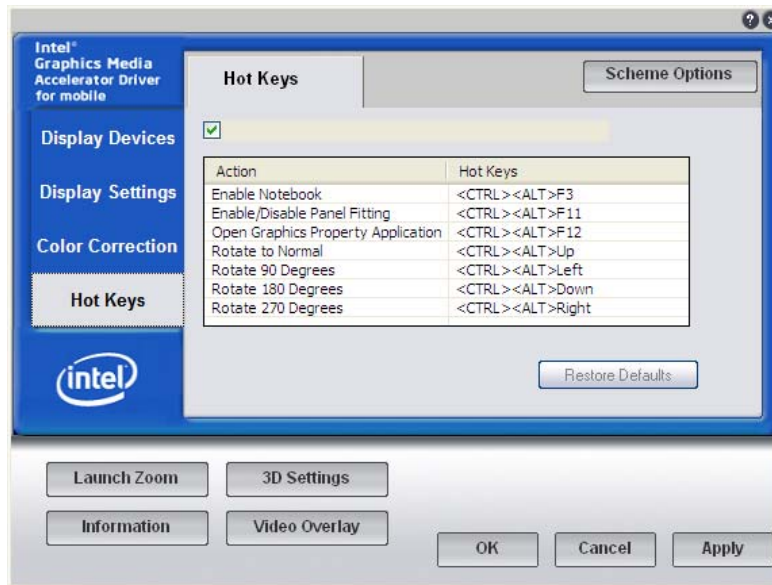 Intel®
Graphics Media
Accelerator Driver
for mobile
Display Devices
Display Settings
Color Correction
Hot Keys
intel
Hot Keys
Scheme Options
Action Hot Keys
Enable Notebook <CTRL><ALT>F3
Enable/Disable Panel Fitting <CTRL><ALT>F11
Open Graphics Property Application <CTRL><ALT>F12
Rotate to Normal <CTRL><ALT>Up
Rotate 90 Degrees <CTRL><ALT>Left
Rotate 180 Degrees <CTRL><ALT>Down
Rotate 270 Degrees <CTRL><ALT>Right
Restore Defaults
Launch Zoom 3D Settings
Information Video Overlay
OK Cancel Apply